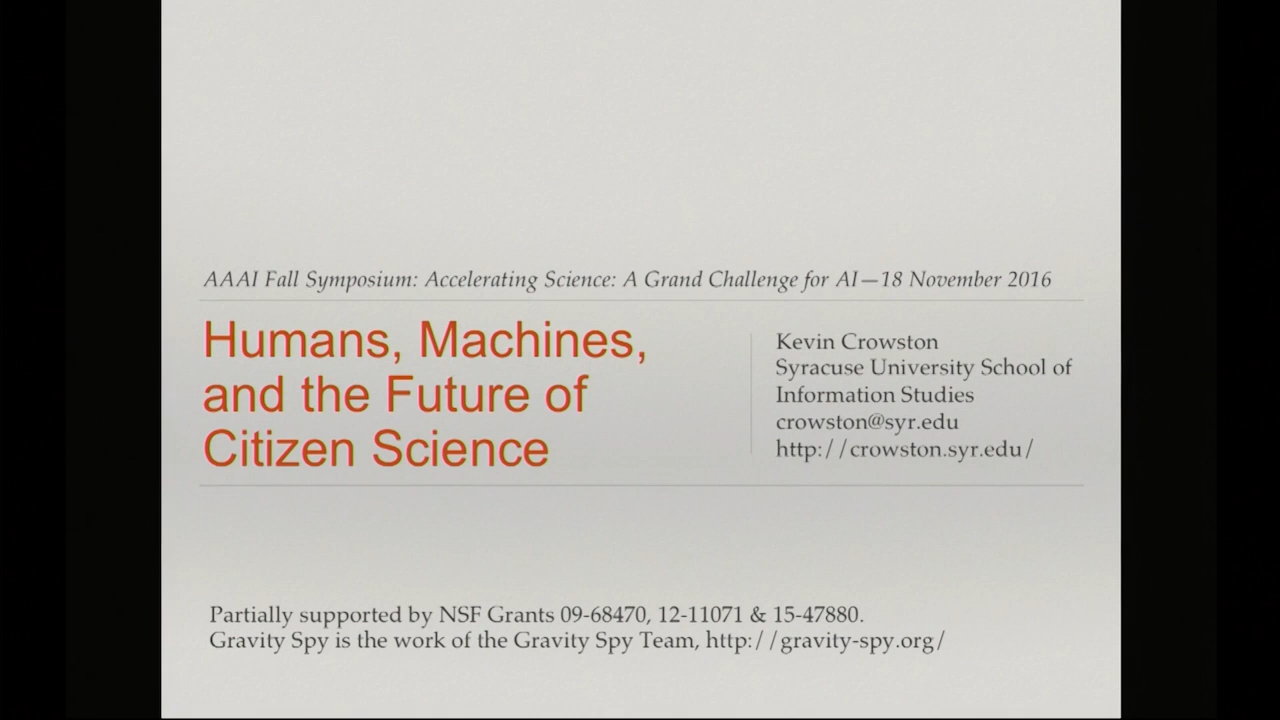 AAAI Fall Symposium: Accelerating Science: A Grand Challenge for AI—18 November 2016
Humans, Machines,
and the Future of
Citizen Science
Kevin Crowston
Syracuse University School of
Information Studies
crowston@syr.edu
http://crowston.syr.edu/
Partially supported by NSF Grants 09-68470, 12-11071 & 15-47880.
Gravity Spy is the work of the Gravity Spy Team, http://gravity-spy.org/